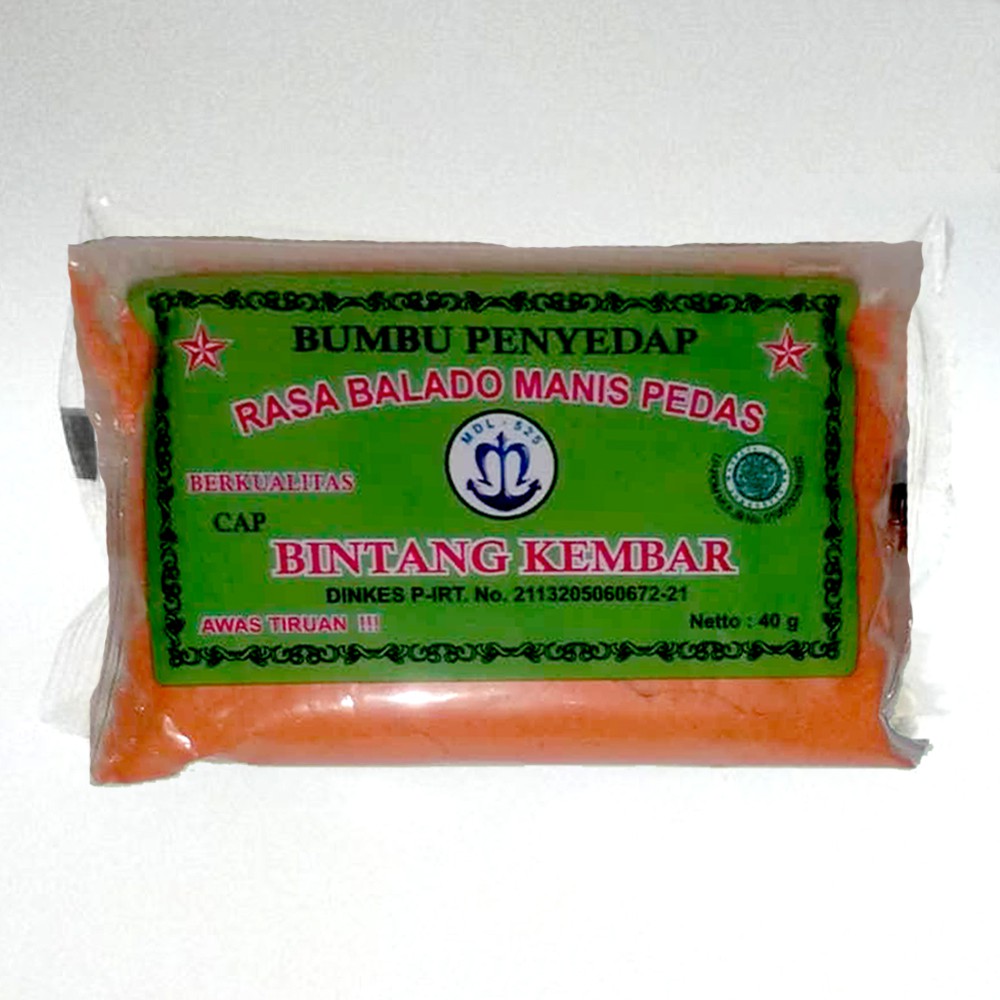 BUMBU PENYEDAP
RASA BALADO MANIS PEDAS
MDL - 525
BERKUALITAS
CAP
BINTANG KEMBAR
DINKES P-IRT. No. 2113205060672-21
AWAS TIRUAN !!!
Netto : 40 g